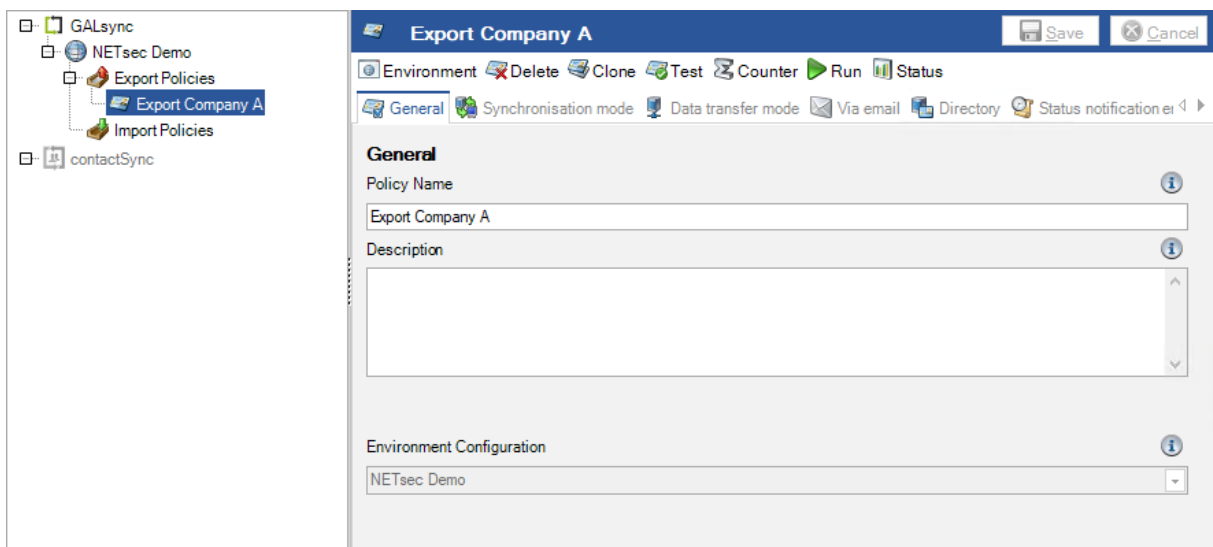 GALsync
NETsec Demo
Export Policies
Export Company A
Import Policies
contactSync
Export Company A
Save
Cancel
Environment Delete Clone Test Counter Run Status
General Synchronisation mode Data transfer mode Via email Directory Status notification
General
Policy Name
Export Company A
Description
Environment Configuration
NETsec Demo